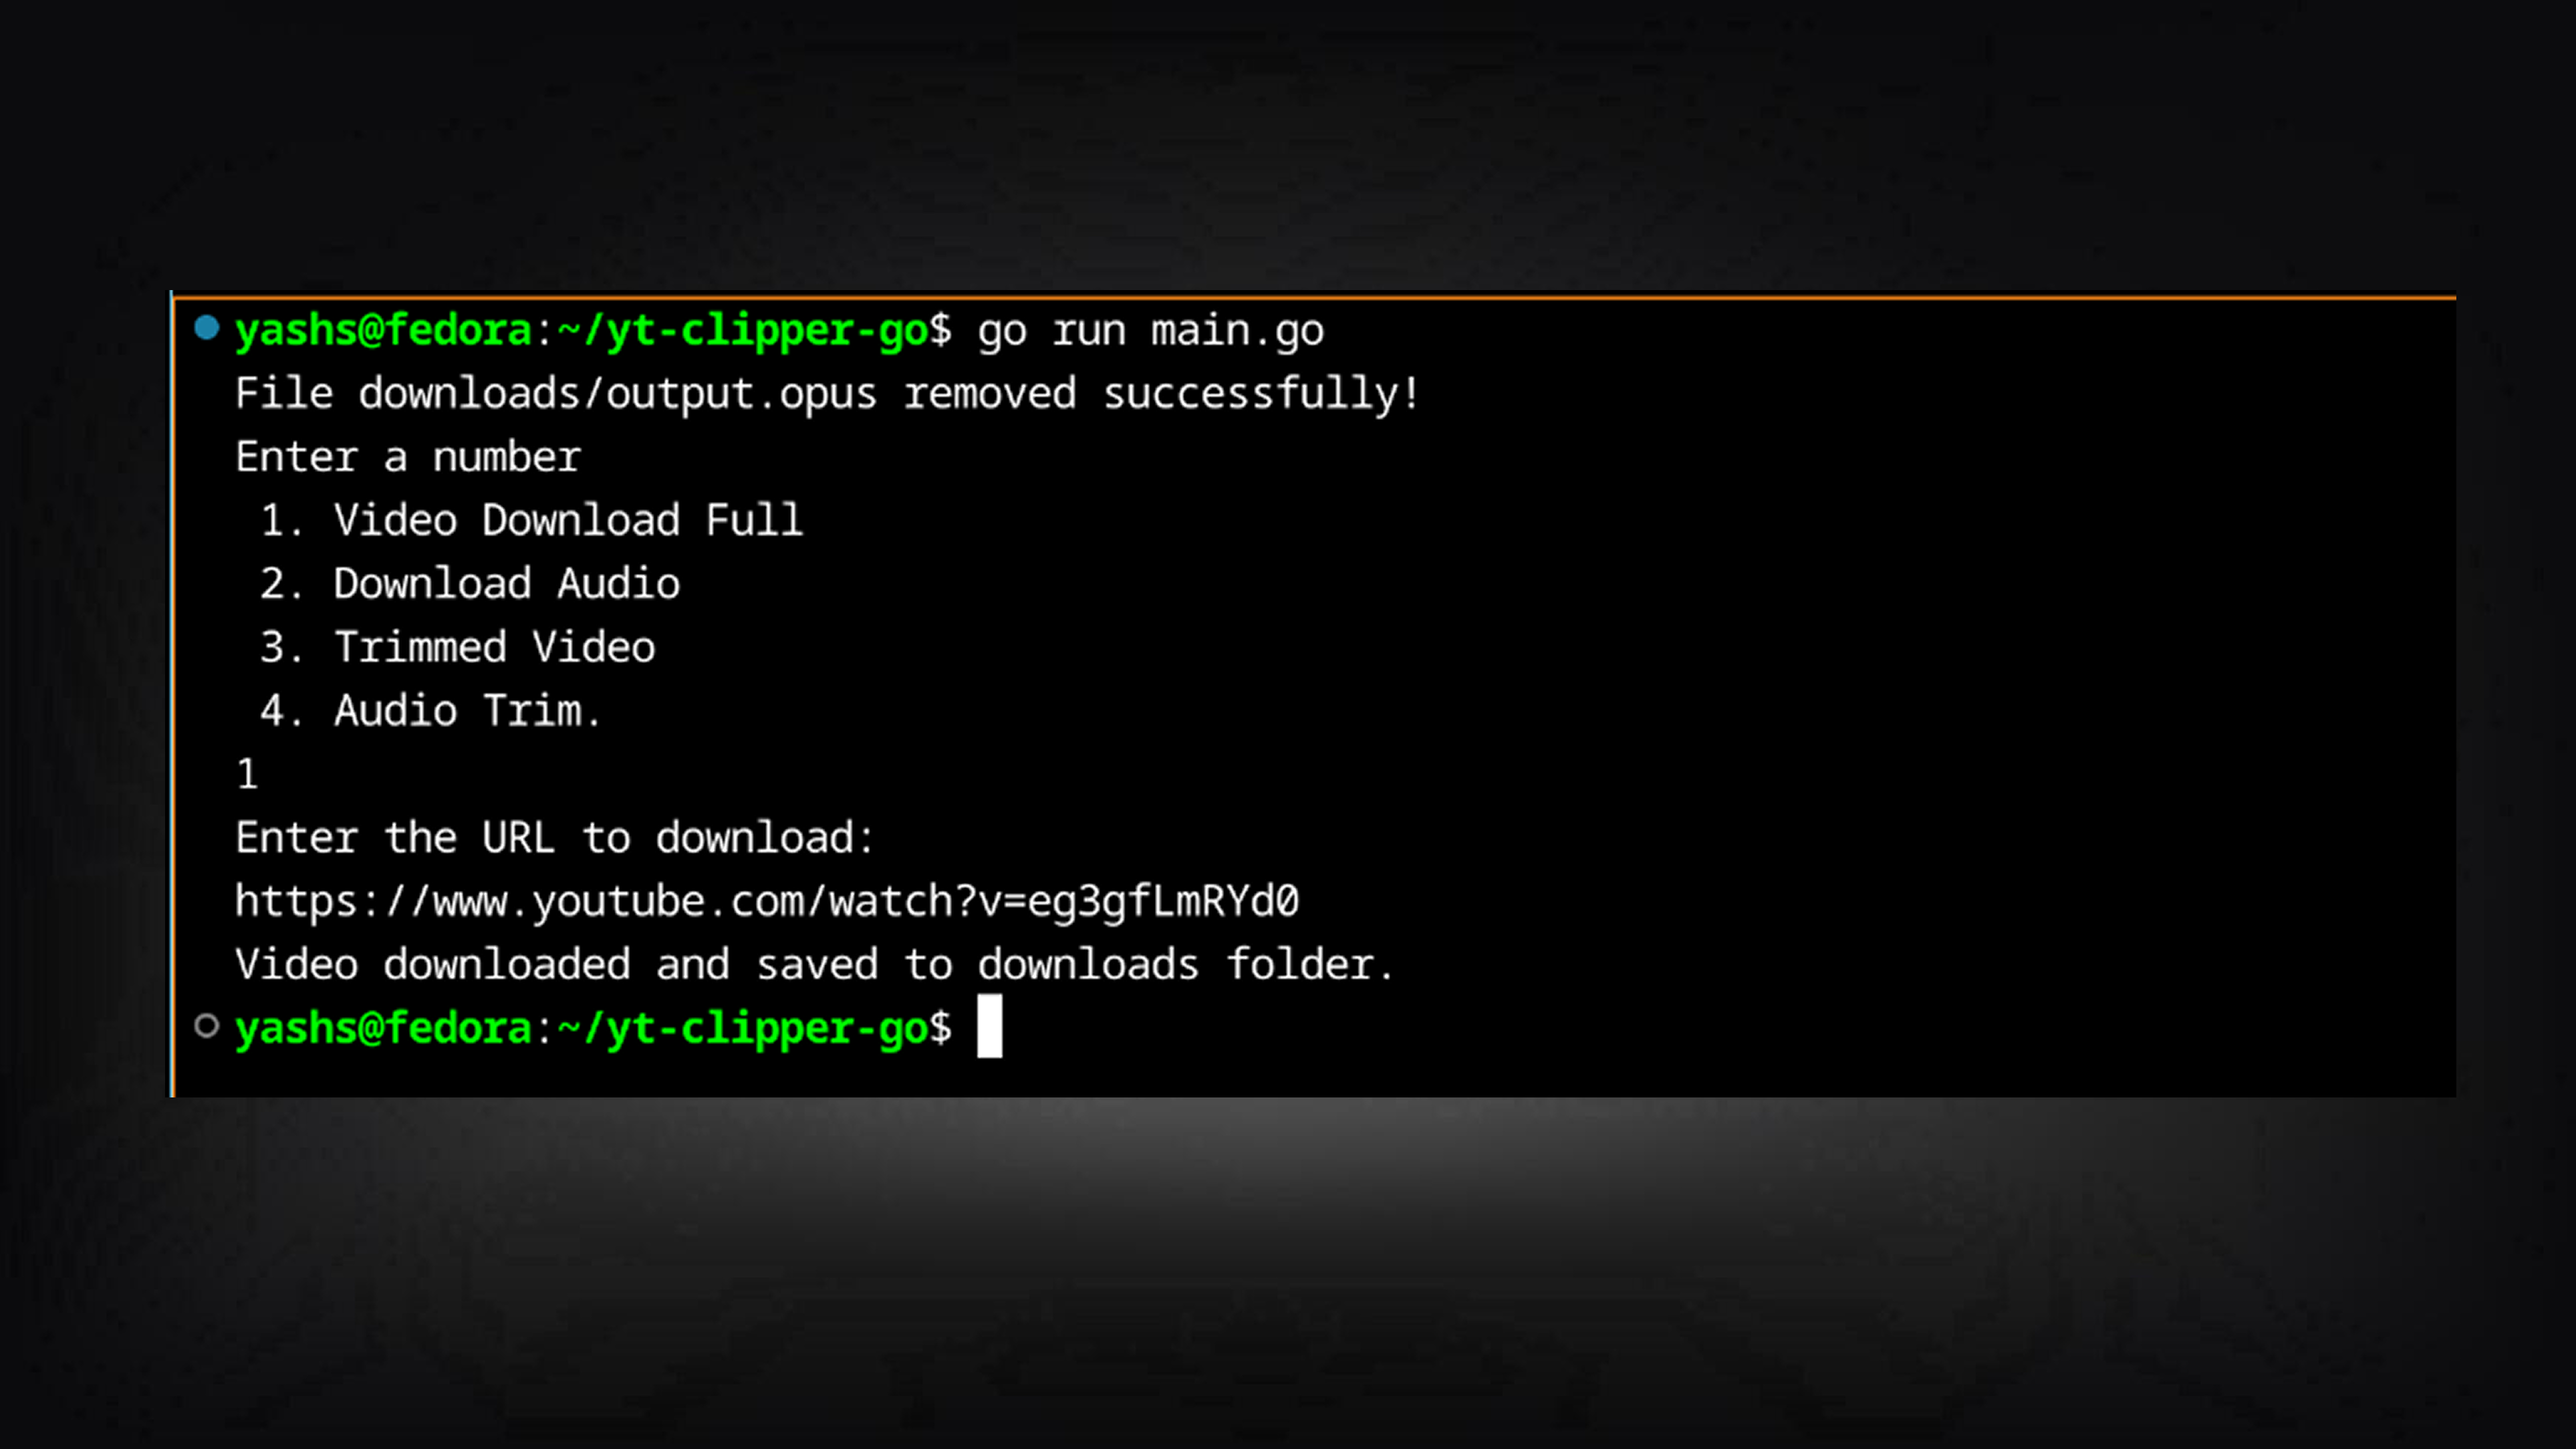 yashs@fedora:~/yt-clipper-go$ go run main.go
File downloads/output.opus removed successfully!
Enter a number
1. Video Download Full
2. Download Audio
3. Trimmed Video
4. Audio Trim.
1
Enter the URL to download:
https://www.youtube.com/watch?v=eg3gfLmRYd0
Video downloaded and saved to downloads folder.
yashs@fedora:~/yt-clipper-go$